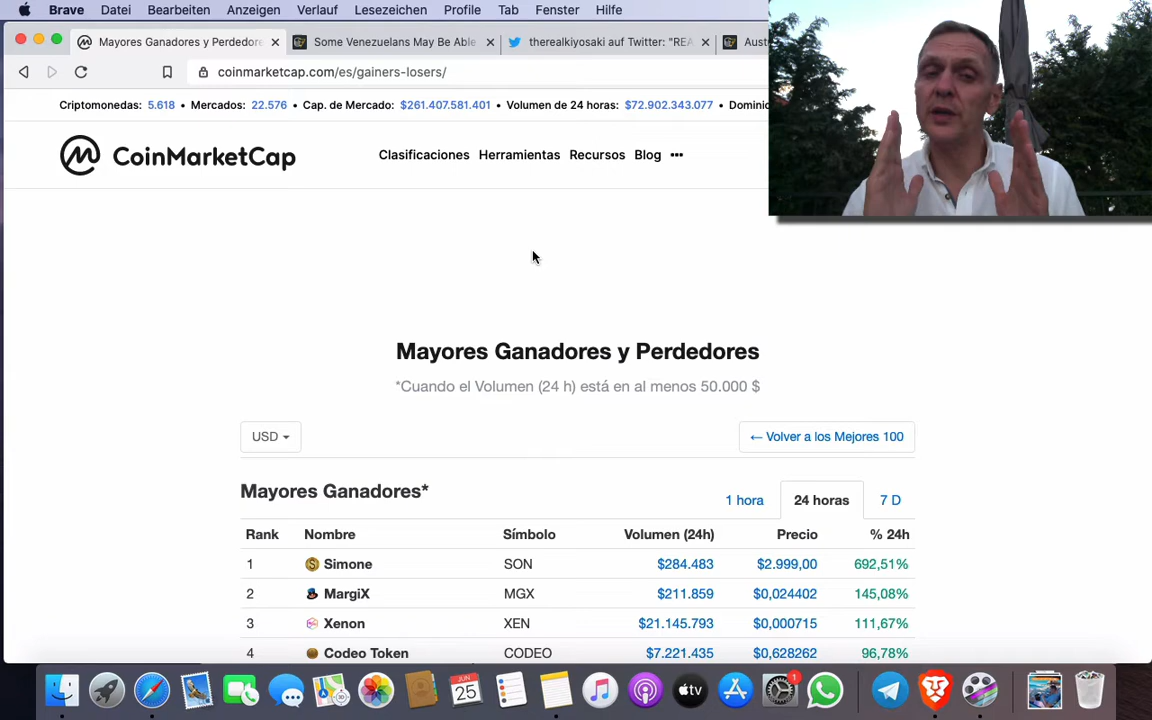 Brave Datei Bearbeiten Anzeigen Verlauf Lesezeichen Profile Tab Fenster Hilfe
Mayores Ganadores y Perdedore Some Venezuelans May Be Able therealkiyosaki auf Twitter: "REA Aust
coinmarketcap.com/es/gainers-losers/
Criptomonedas: 5.618 • Mercados: 22.576 • Cap. de Mercado: $261.407.581.401 • Volumen de 24 horas: $72.902.343.077 • Dominio
CoinMarketCap Clasificaciones Herramientas Recursos Blog •••
Mayores Ganadores y Perdedores
*Cuando el Volumen (24 h) está en al menos 50.000 $
USD ← Volver a los Mejores 100
Mayores Ganadores* 1 hora 24 horas 7 D
Rank Nombre Símbolo Volumen (24h) Precio % 24h
1 Simone SON $284.483 $2.999,00 692,51%
2 MargiX MGX $211.859 $0,024402 145,08%
3 Xenon XEN $21.145.793 $0,000715 111,67%
4 Codeo Token CODEO $7.221.435 $0,628262 96,78%
JUN
25
tv
1